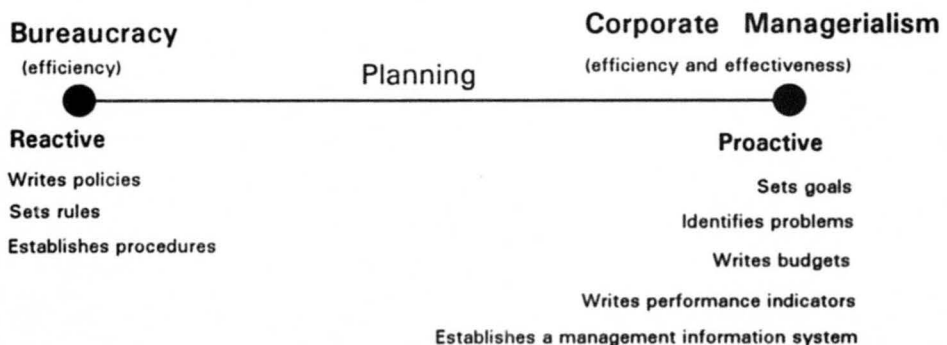 Bureaucracy
(efficiency)
Planning
Corporate Managerialism
(efficiency and effectiveness)
Reactive
Writes policies
Sets rules
Establishes procedures
Proactive
Sets goals
Identifies problems
Writes budgets
Writes performance indicators
Establishes a management information system